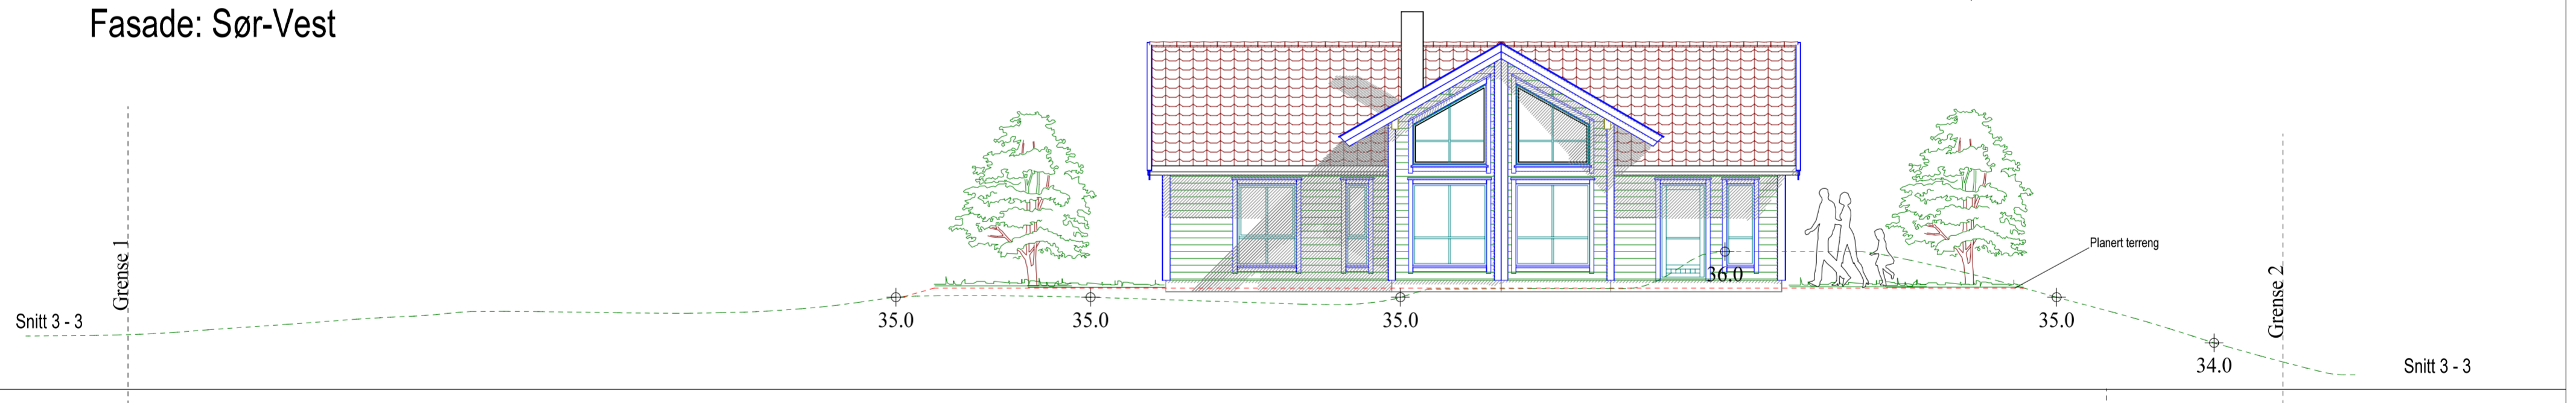 Fasade: Sør-Vest
Grense 1
Snitt 3 - 3
35.0
35.0
35.0
36.0
Planert terreng
35.0
34.0
Grense 2
Snitt 3 - 3